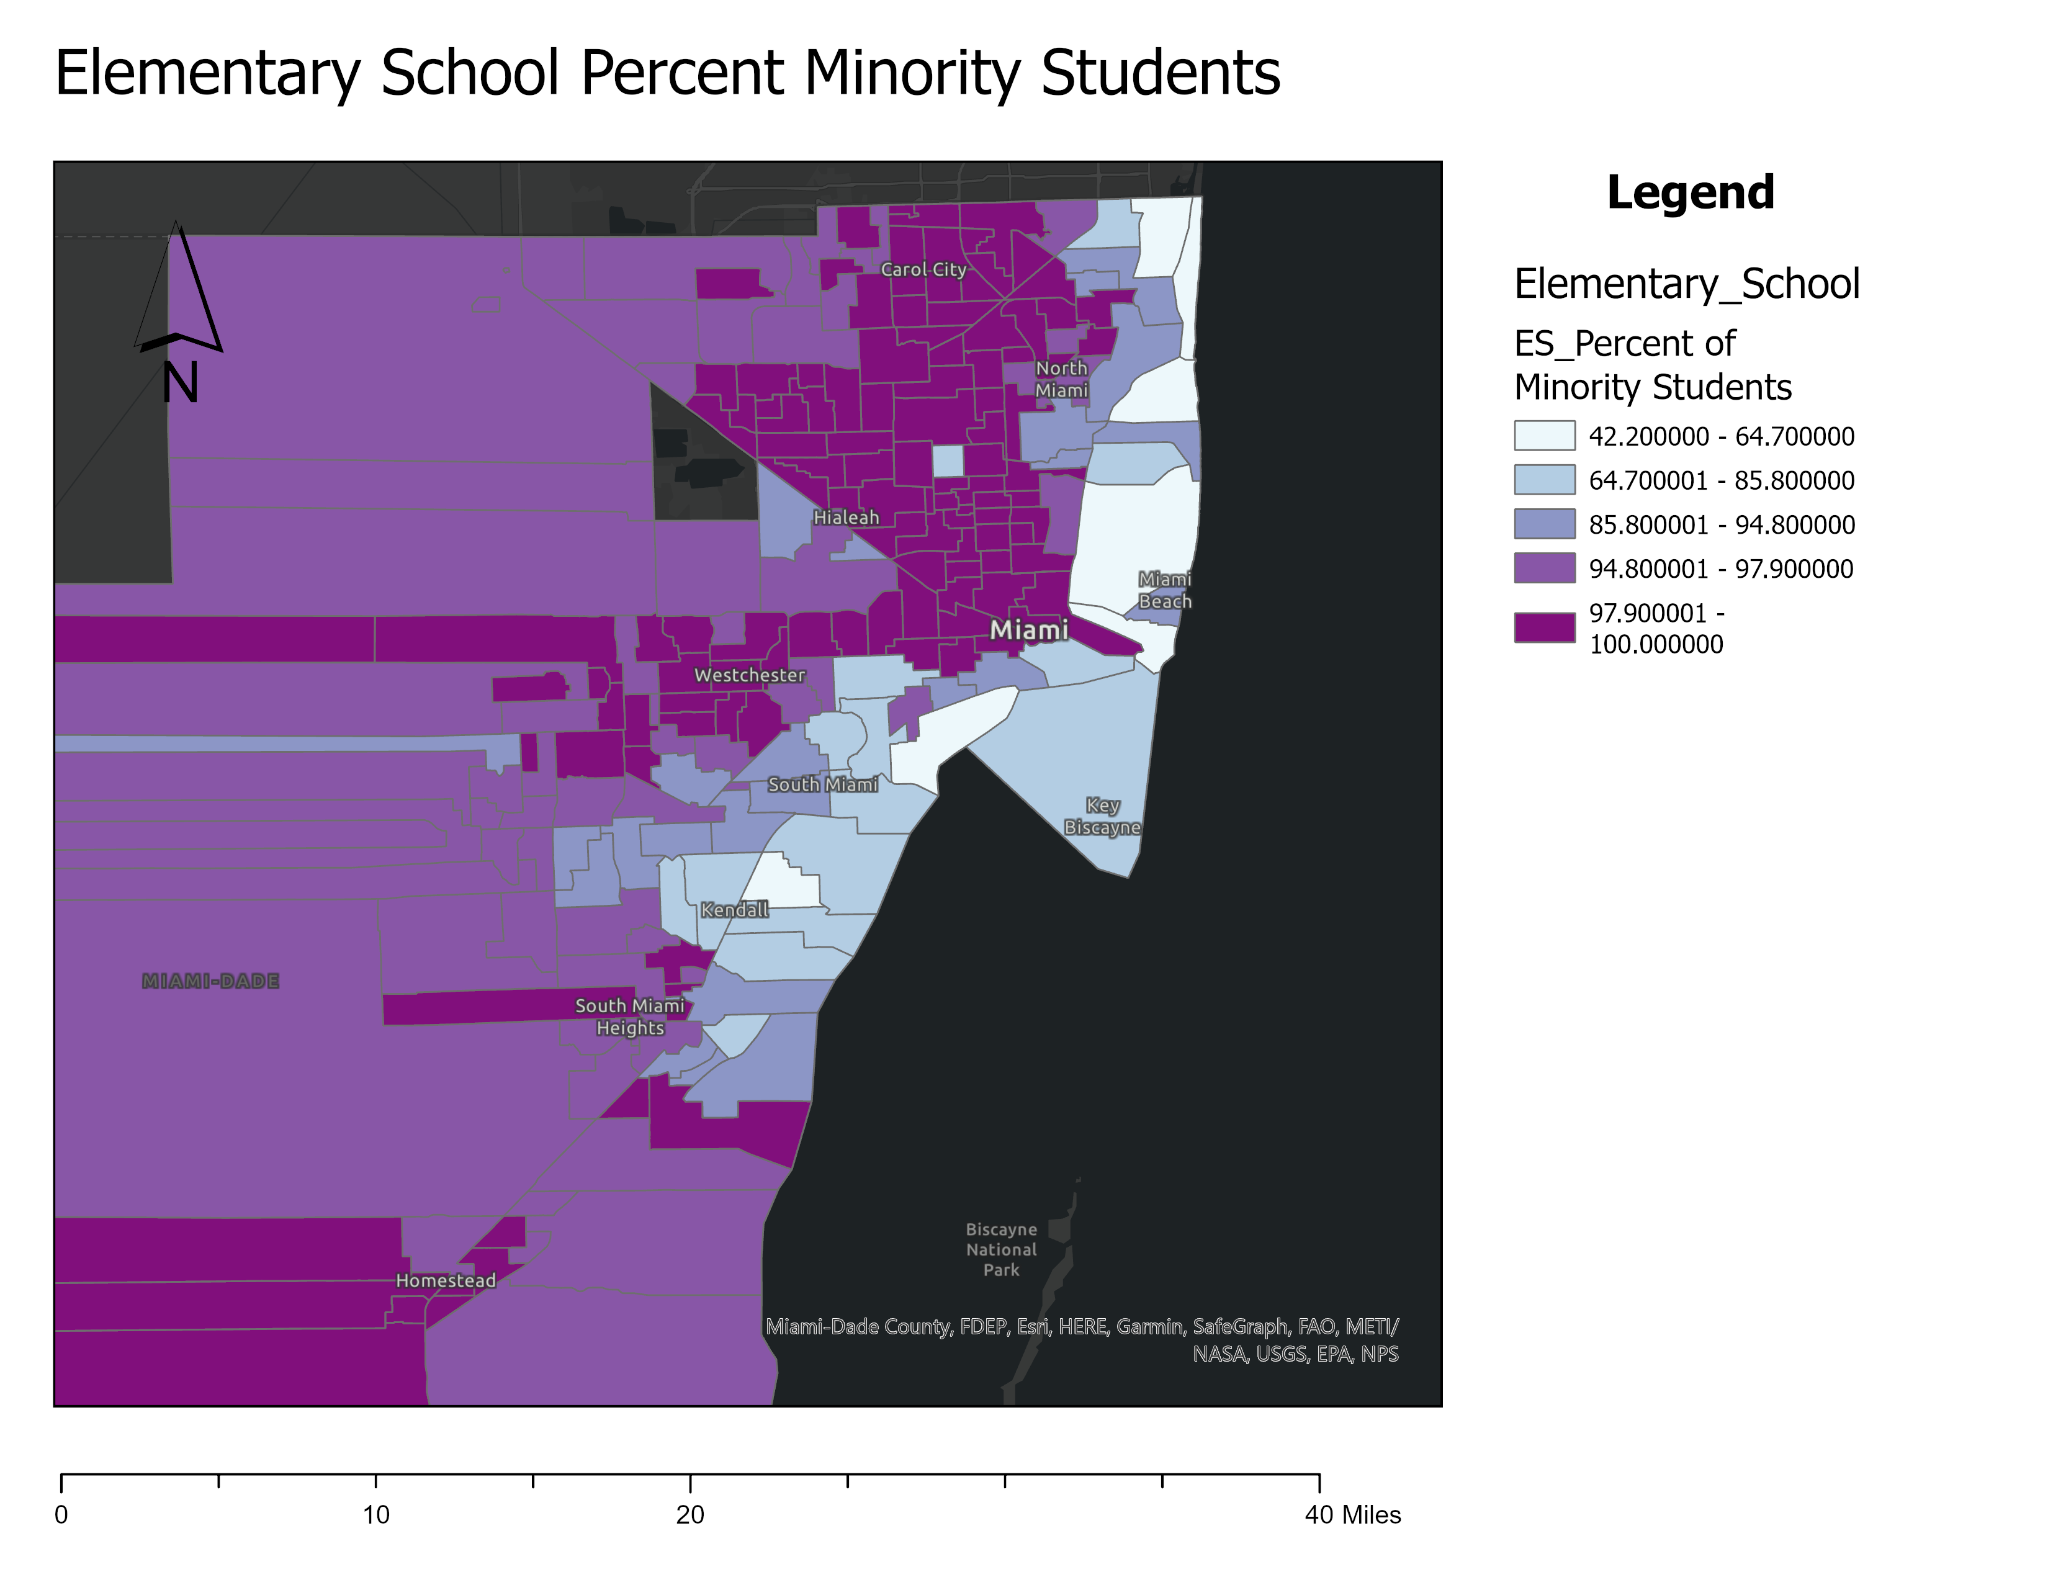 Elementary School Percent Minority Students
Legend
Elementary_School
ES_Percent of
Minority Students
42.200000 - 64.700000
64.700001 - 85.800000
85.800001 - 94.800000
94.800001 - 97.900000
97.900001 -
100.000000
N
Carol City
North
Miami
Hialeah
Miami
Beach
Miami
Westchester
South Miami
Key
Biscayne
Kendall
MIAMI-DADE
South Miami
Heights
Biscayne
National
Park
Homestead
Miami-Dade County, FDEP, Esri, HERE, Garmin, SafeGraph, FAO, METI/
NASA, USGS, EPA, NPS
0 10 20 40 Miles